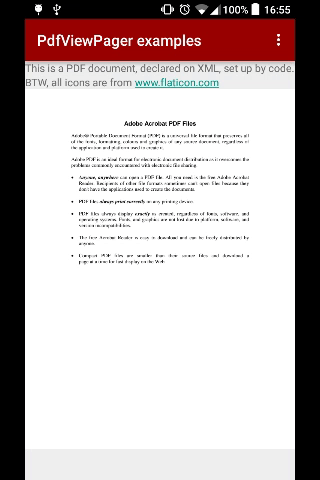 100% 16:55
PdfViewPager examples
This is a PDF document, declared on XML, set up by code.
BTW, all icons are from www.flaticon.com
Adobe Acrobat PDF Files
Adobe® Portable Document Format (PDF) is a universal file format that preserves all
of the fonts, formatting, colours and graphics of any source document, regardless of
the application and platform used to create it.
Adobe PDF is an ideal format for electronic document distribution as it overcomes the
problems commonly encountered with electronic file sharing.
• Anyone, anywhere can open a PDF file. All you need is the free Adobe Acrobat
Reader. Recipients of other file formats sometimes can't open files because they
don't have the applications used to create the documents.
• PDF files always print correctly on any printing device.
• PDF files always display exactly as created, regardless of fonts, software, and
operating systems. Fonts, and graphics are not lost due to platform, software, and
version incompatibilities.
• The free Acrobat Reader is easy to download and can be freely distributed by
anyone.
• Compact PDF files are smaller than their source files and download a
page at a time for fast display on the Web.